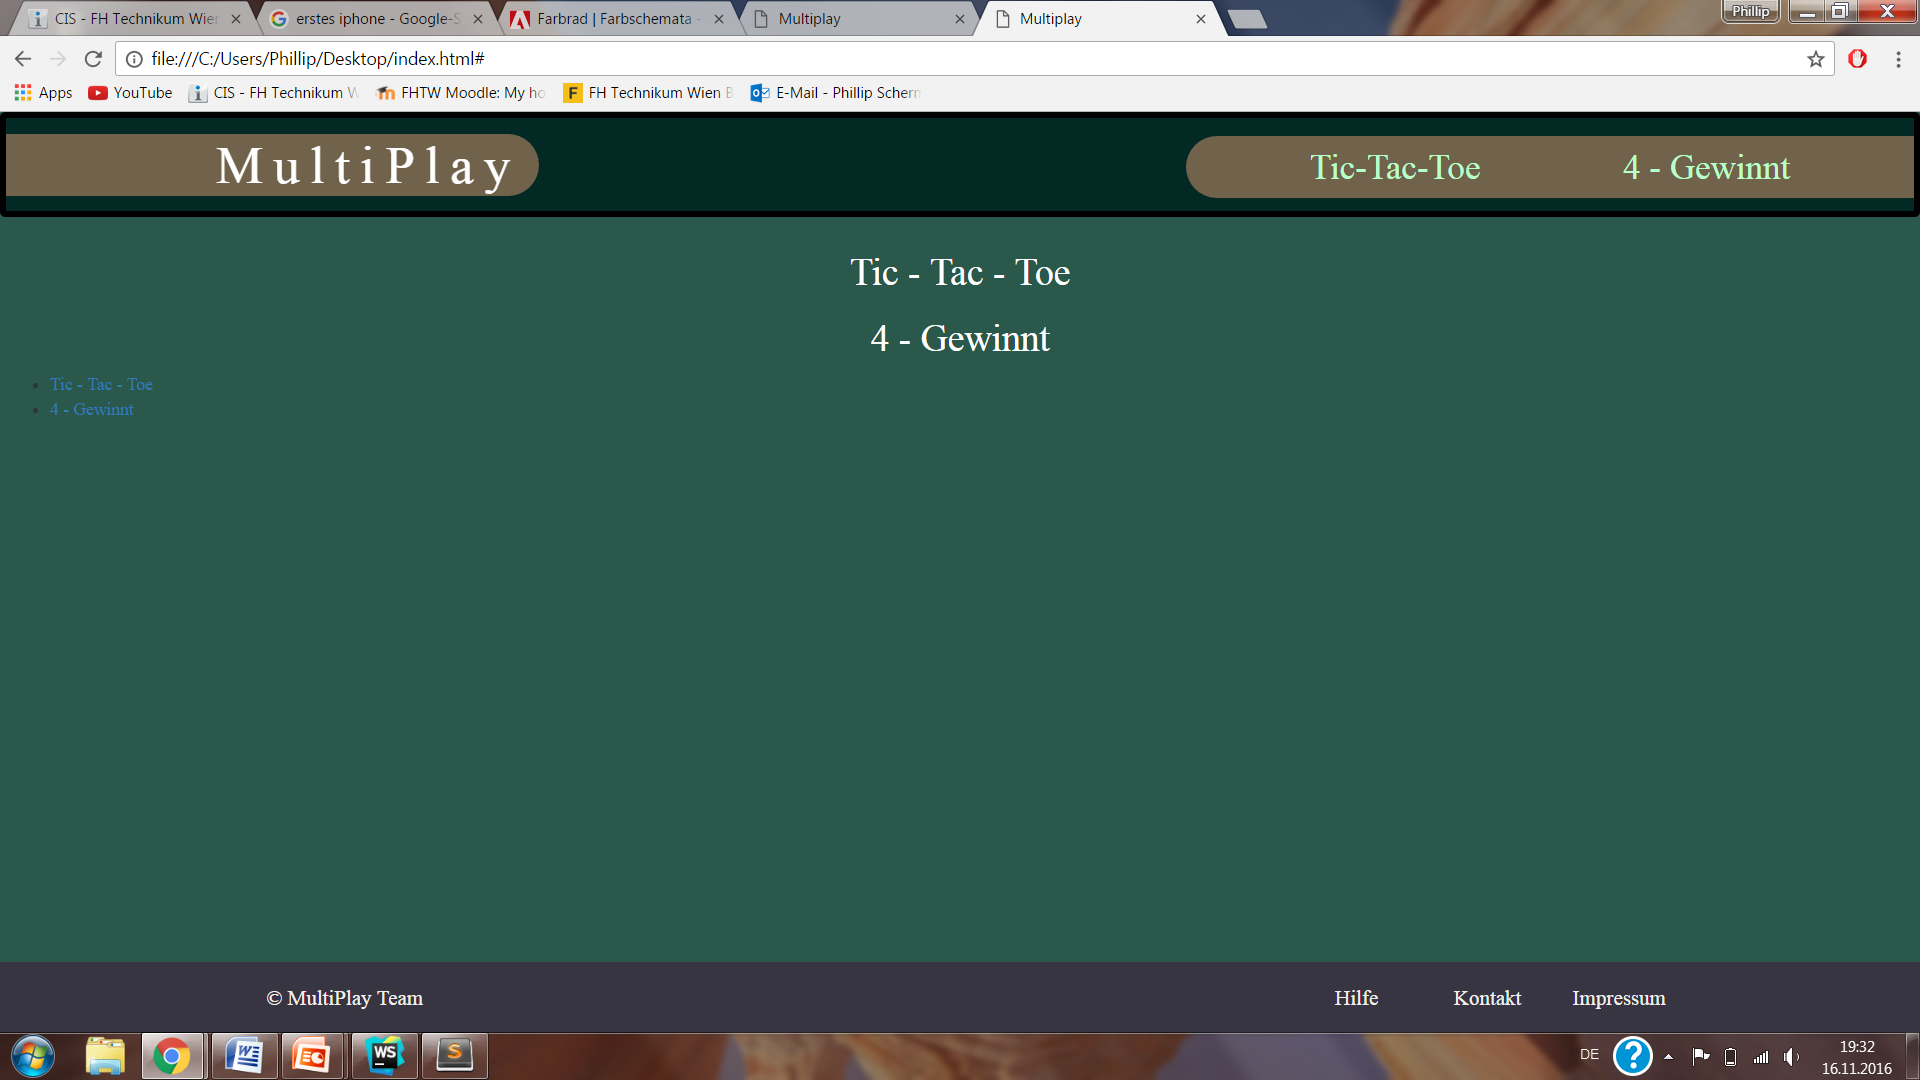 CIS - FH Technikum Wien
erstes iphone - Google-S
Farbrad | Farbschemata -
Multiplay
Multiplay
Phillip
file:///C:/Users/Phillip/Desktop/index.html#
Apps
YouTube
CIS - FH Technikum W
FHTW Moodle: My ho
F
FH Technikum Wien B
E-Mail - Phillip Scherm
MultiPlay
Tic-Tac-Toe
4 - Gewinnt
Tic - Tac - Toe
4 - Gewinnt
Tic - Tac - Toe
4 - Gewinnt
© MultiPlay Team
Hilfe
Kontakt
Impressum
WS
S
DE
?
19:32
16.11.2016